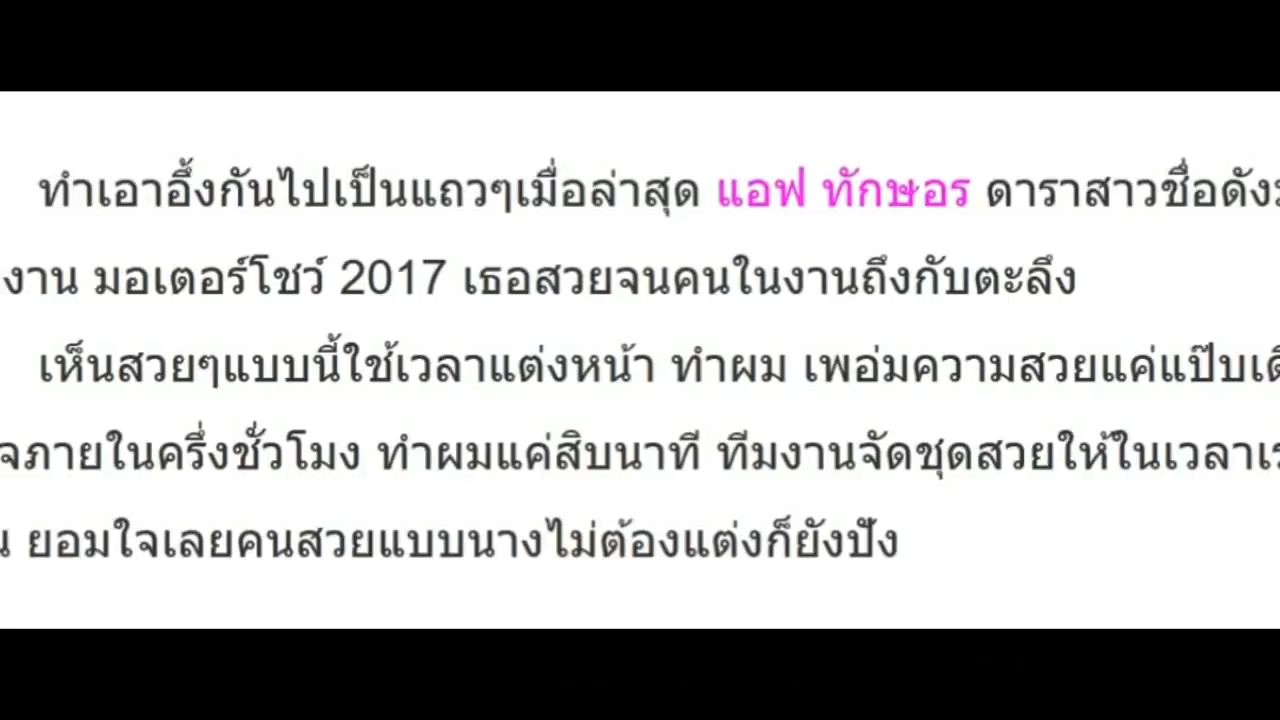 ทำเอาอึ้งกันไปเป็นแถวๆเมื่อล่าสุด แอฟ ทักษอร ดาราสาวชื่อดัง
งาน มอเตอร์โชว์ 2017 เธอสวยจนคนในงานถึงกับตะลึง
เห็นสวยๆแบบนี้ใช้เวลาแต่งหน้า ทำผม เพอ่มความสวยแค่แป๊บ
ภายในครึ่งชั่วโมง ทำผมแค่สิบนาที ทีมงานจัดชุดสวยให้ในเวลา
ยอมใจเลยคนสวยแบบนางไม่ต้องแต่งก็ยังปัง